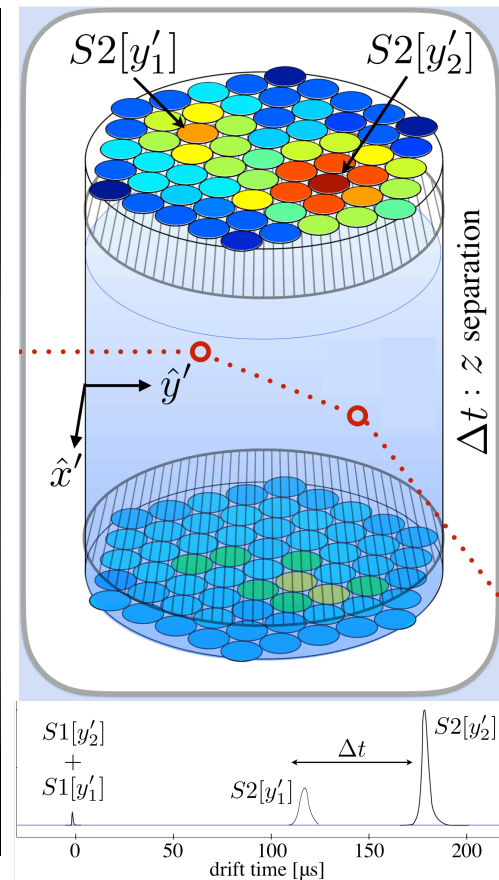 S2[y′₁]
S2[y′₂]
Δt : z separation
ŷ′
x̂′
S1[y′₂]
+
S1[y′₁]
S2[y′₁]
Δt
S2[y′₂]
0
50
100
150
200
drift time [μs]